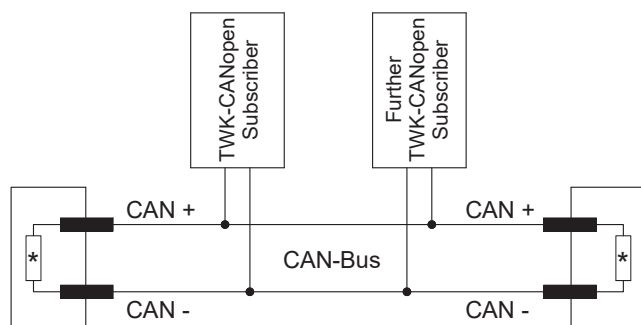 TWK-CANopen
Subscriber
Further
TWK-CANopen
Subscriber
CAN +
CAN +
*
CAN-Bus
*
CAN -
CAN -